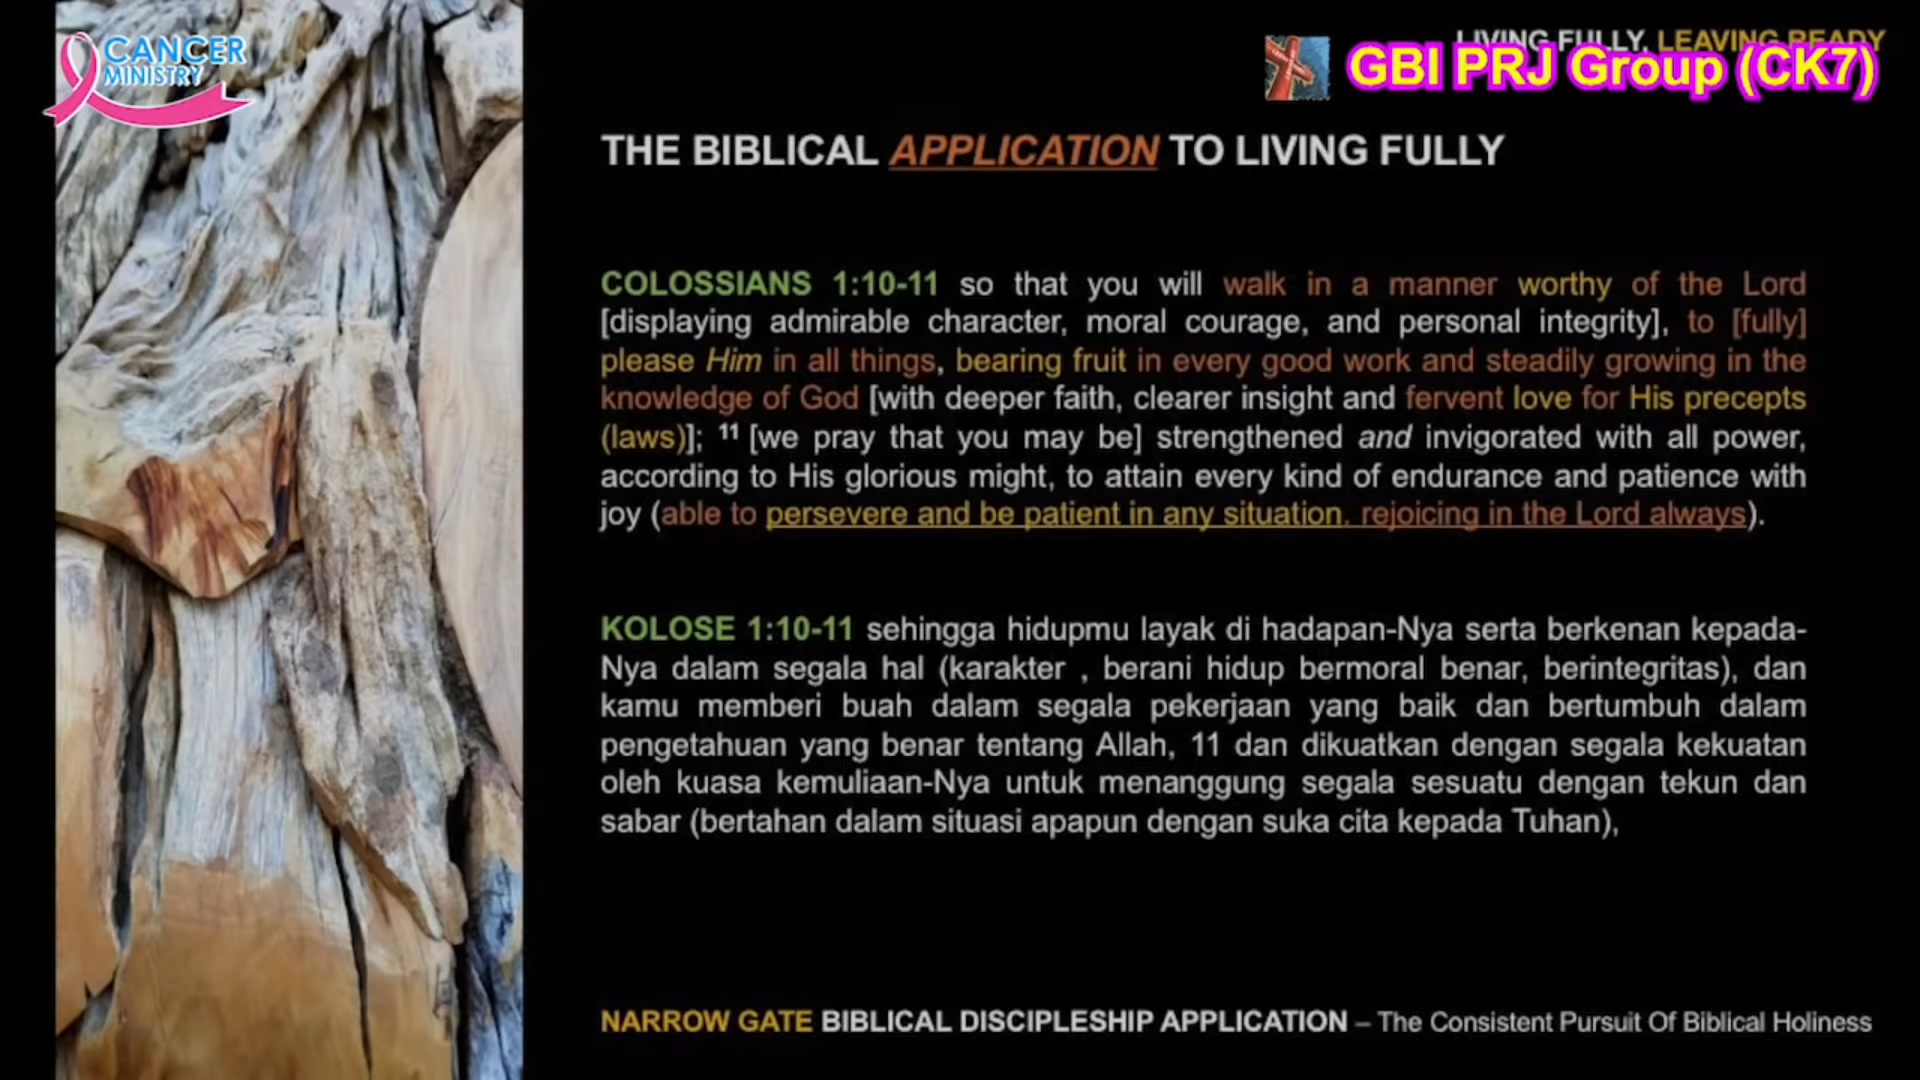 CANCER
MINISTRY
LIVING FULLY, LEAVING READY
GBI PRJ Group (CK7)
THE BIBLICAL APPLICATION TO LIVING FULLY
COLOSSIANS 1:10-11 so that you will walk in a manner worthy of the Lord
[displaying admirable character, moral courage, and personal integrity], to [fully]
please Him in all things, bearing fruit in every good work and steadily growing in the
knowledge of God [with deeper faith, clearer insight and fervent love for His precepts
(laws)]; ¹¹ [we pray that you may be] strengthened and invigorated with all power,
according to His glorious might, to attain every kind of endurance and patience with
joy (able to persevere and be patient in any situation, rejoicing in the Lord always).
KOLOSE 1:10-11 sehingga hidupmu layak di hadapan-Nya serta berkenan kepada-
Nya dalam segala hal (karakter , berani hidup bermoral benar, berintegritas), dan
kamu memberi buah dalam segala pekerjaan yang baik dan bertumbuh dalam
pengetahuan yang benar tentang Allah, 11 dan dikuatkan dengan segala kekuatan
oleh kuasa kemuliaan-Nya untuk menanggung segala sesuatu dengan tekun dan
sabar (bertahan dalam situasi apapun dengan suka cita kepada Tuhan),
NARROW GATE BIBLICAL DISCIPLESHIP APPLICATION – The Consistent Pursuit Of Biblical Holiness